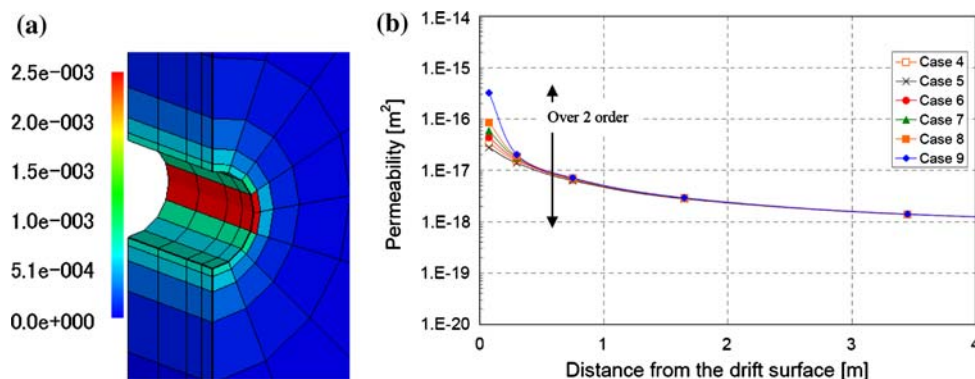 (a)
2.5e-003
2.0e-003
1.5e-003
1.0e-003
5.1e-004
0.0e+000
(b)
Permeability [m²]
1.E-14
1.E-15
1.E-16
1.E-17
1.E-18
1.E-19
1.E-20
Over 2 order
Case 4
Case 5
Case 6
Case 7
Case 8
Case 9
0 1 2 3 4
Distance from the drift surface [m]